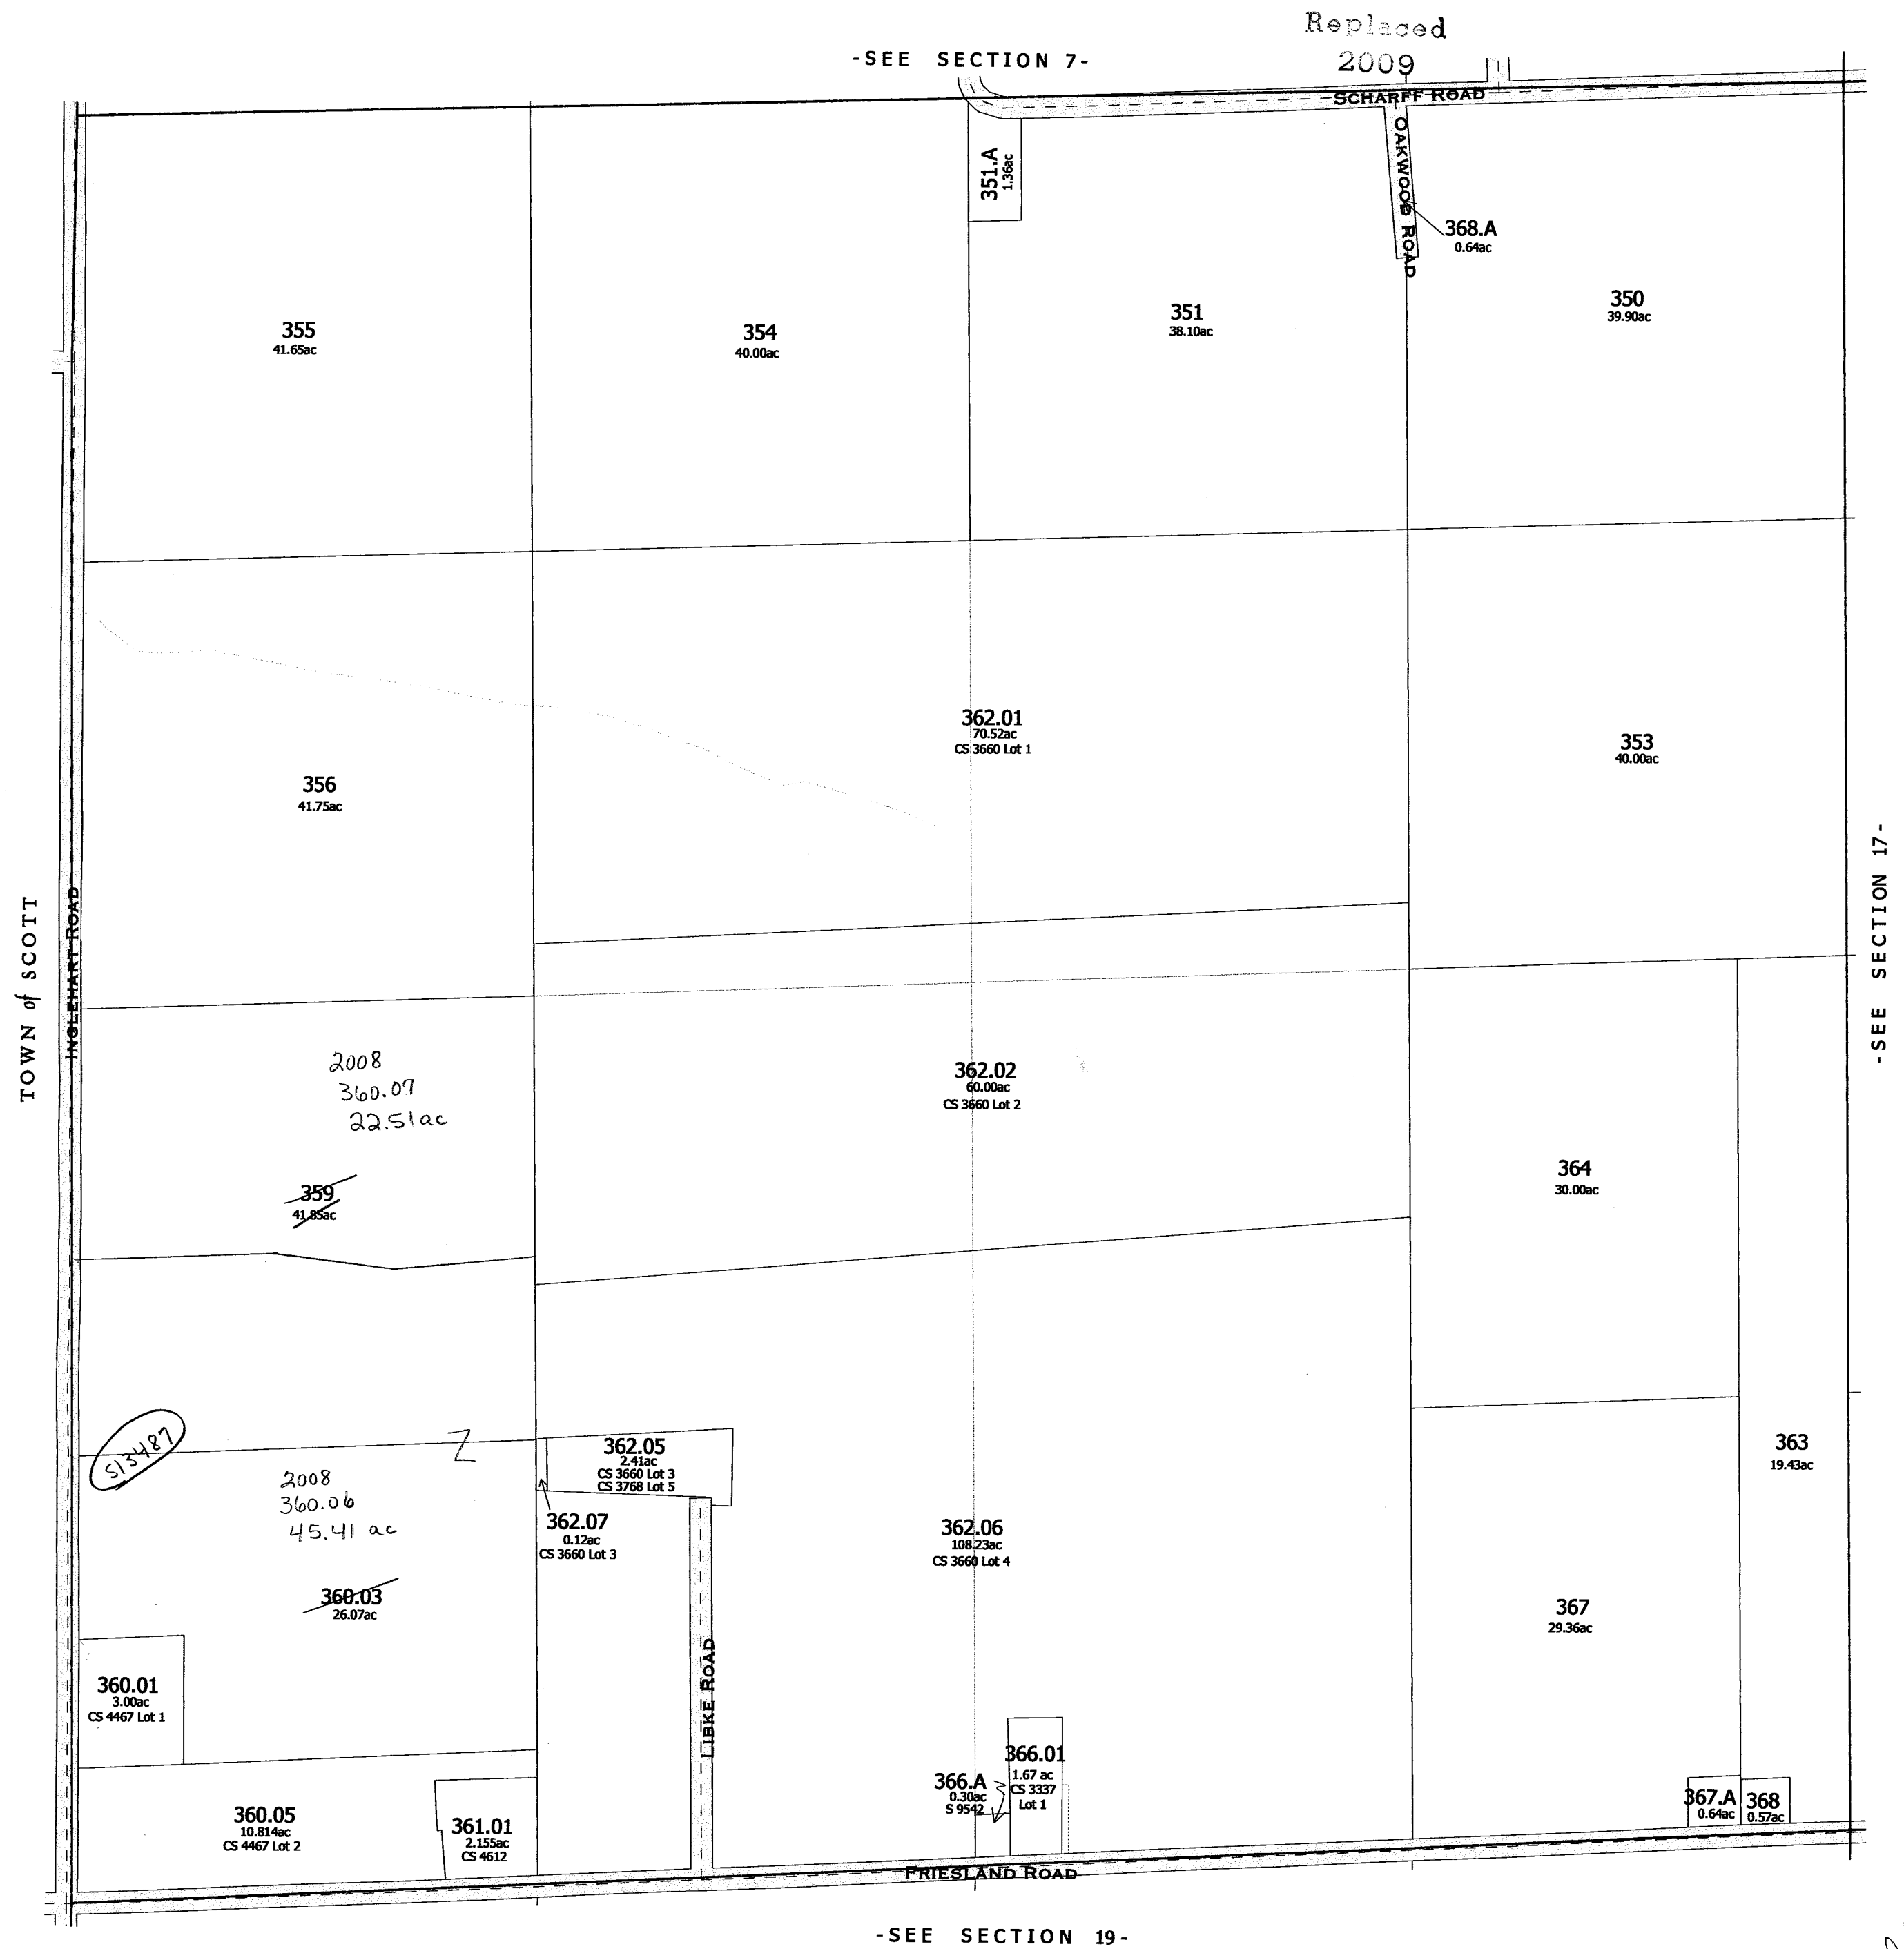 Replaced
2009
-SEE SECTION 7-
SCHARFF ROAD
OAKWOOD ROAD
351.A
1.36ac
368.A
0.64ac
355
41.65ac
354
40.00ac
351
38.10ac
350
39.90ac
362.01
70.52ac
CS 3660 Lot 1
353
40.00ac
356
41.75ac
TOWN of SCOTT
INGLEHART ROAD
-SEE SECTION 17-
2008
360.07
22.51ac
359
41.85ac
362.02
60.00ac
CS 3660 Lot 2
364
30.00ac
S13487
2008
360.06
45.41 ac
360.03
26.07ac
Z
362.05
2.41ac
CS 3660 Lot 3
CS 3768 Lot 5
362.07
0.12ac
CS 3660 Lot 3
362.06
108.23ac
CS 3660 Lot 4
363
19.43ac
367
29.36ac
360.01
3.00ac
CS 4467 Lot 1
LIBKE ROAD
360.05
10.814ac
CS 4467 Lot 2
361.01
2.155ac
CS 4612
366.A
0.30ac
S 9542
366.01
1.67 ac
CS 3337
Lot 1
367.A
0.64ac
368
0.57ac
FRIESLAND ROAD
-SEE SECTION 19-